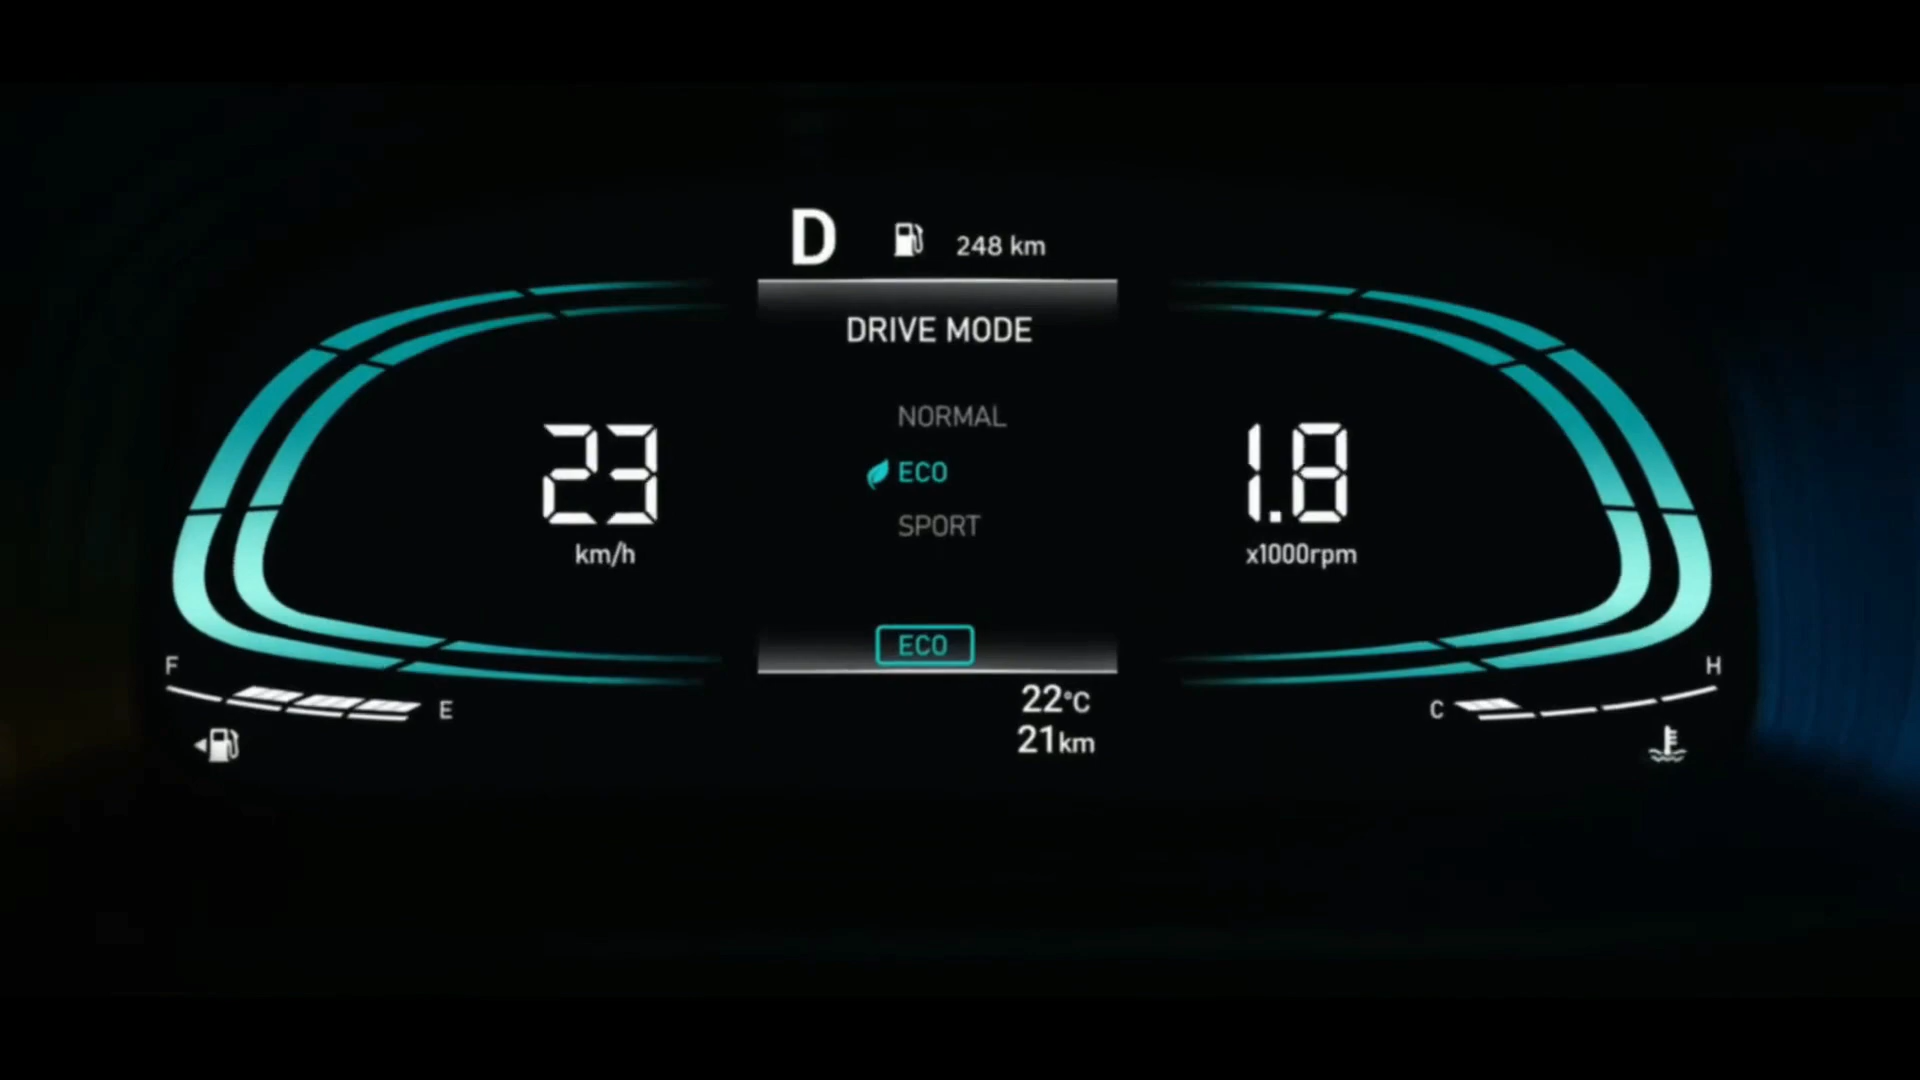 D 248 km
DRIVE MODE
NORMAL
ECO
SPORT
23
km/h
1.8
x1000rpm
ECO
F
E
22°C
21km
C
H